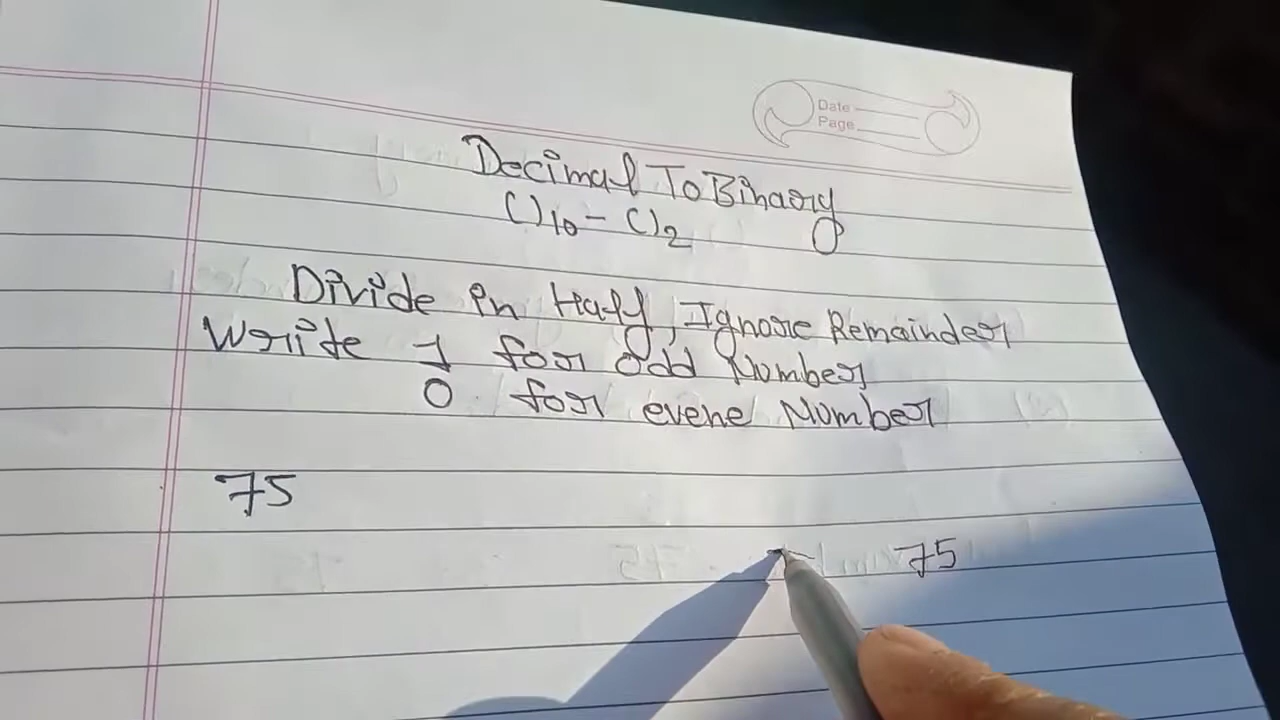 Date
Page
Decimal To Binary
()10 - ()2
Divide in Half, Ignore Remainder
Write 1 for odd Number,
0 for evene Number
75
75